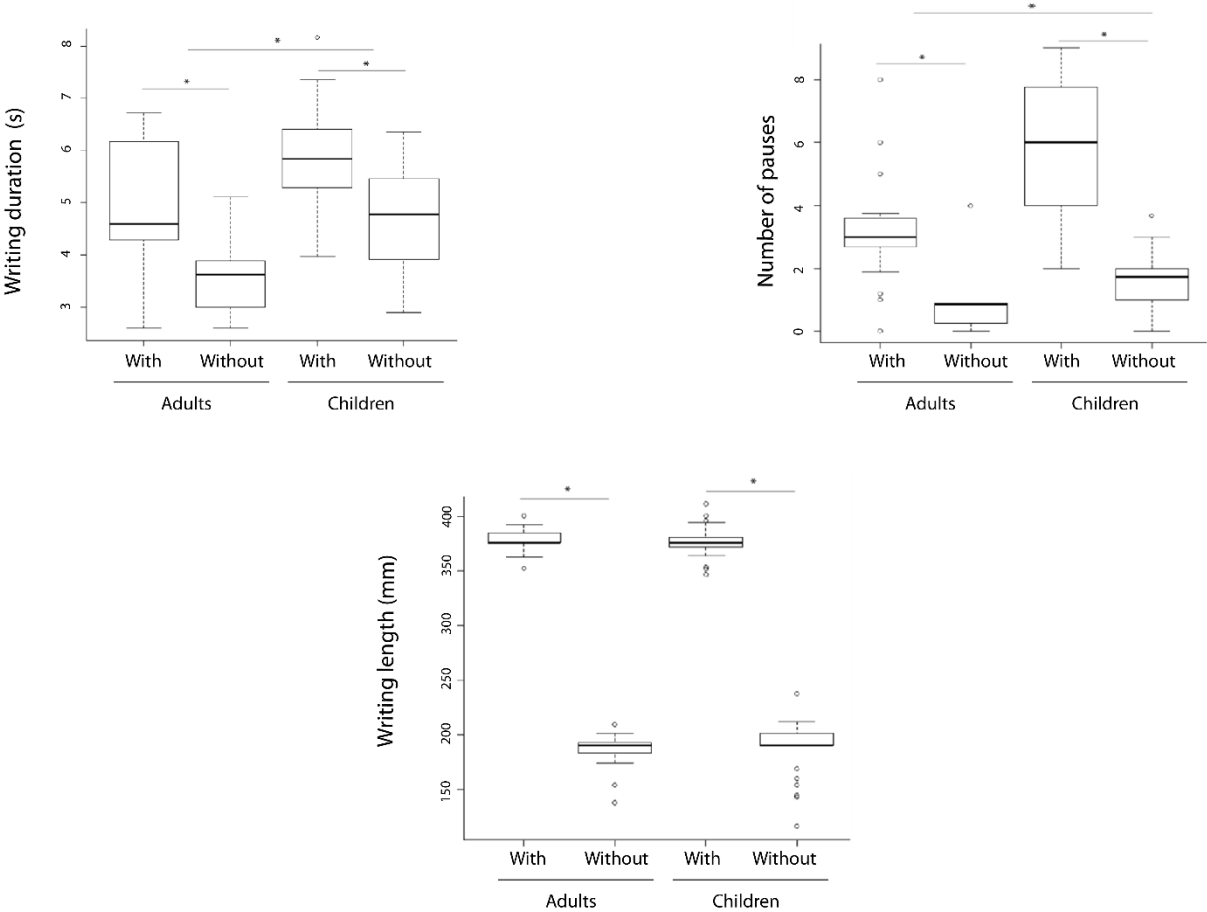 Writing duration (s)
8
7
6
5
4
3
*
*
*
With
Without
With
Without
Adults
Children
Number of pauses
8
6
4
2
0
*
*
*
With
Without
With
Without
Adults
Children
Writing length (mm)
400
350
300
250
200
150
*
*
With
Without
With
Without
Adults
Children